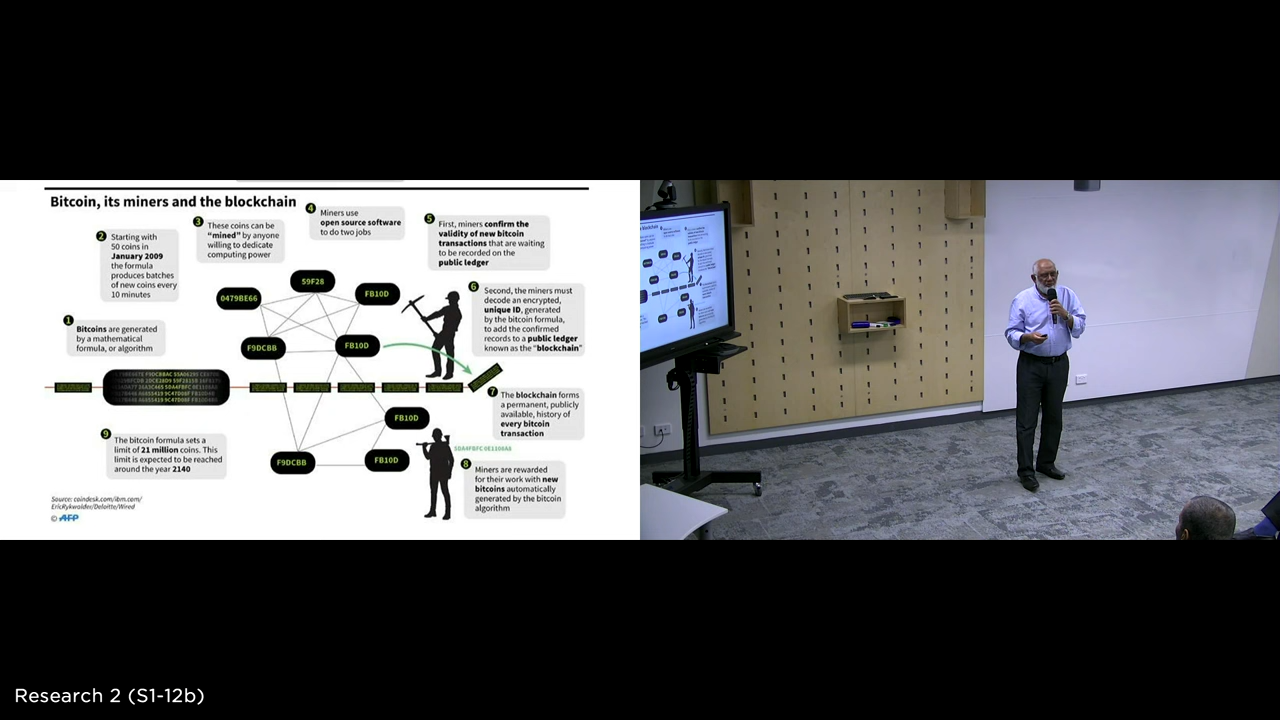 Bitcoin, its miners and the blockchain
1
Bitcoins are generated
by a mathematical
formula, or algorithm
2
Starting with
50 coins in
January 2009
the formula
produces batches
of new coins every
10 minutes
3
These coins can be
"mined" by anyone
willing to dedicate
computing power
4
Miners use
open source software
to do two jobs
5
First, miners confirm the
validity of new bitcoin
transactions that are waiting
to be recorded on the
public ledger
6
Second, the miners must
decode an encrypted,
unique ID, generated
by the bitcoin formula,
to add the confirmed
records to a public ledger
known as the "blockchain"
59F28
0479BE66
FB10D
F9DCBB
FB10D
7
The blockchain forms
a permanent, publicly
available, history of
every bitcoin
transaction
FB10D
F9DCBB
FB10D
8
Miners are rewarded
for their work with new
bitcoins automatically
generated by the bitcoin
algorithm
9
The bitcoin formula sets a
limit of 21 million coins. This
limit is expected to be reached
around the year 2140
Source: coindesk.com/ibm.com/
EricRykwalder/Deloitte/Wired
© AFP
Research 2 (S1-12b)